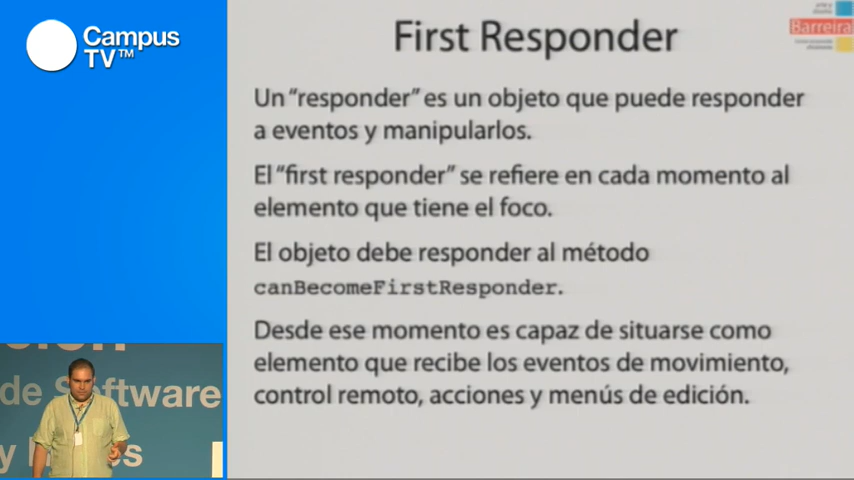 Campus
TV™
First Responder
Barreira
Un “responder” es un objeto que puede responder
a eventos y manipularlos.
El “first responder” se refiere en cada momento al
elemento que tiene el foco.
El objeto debe responder al método
canBecomeFirstResponder.
Desde ese momento es capaz de situarse como
elemento que recibe los eventos de movimiento,
control remoto, acciones y menús de edición.
de Software
y